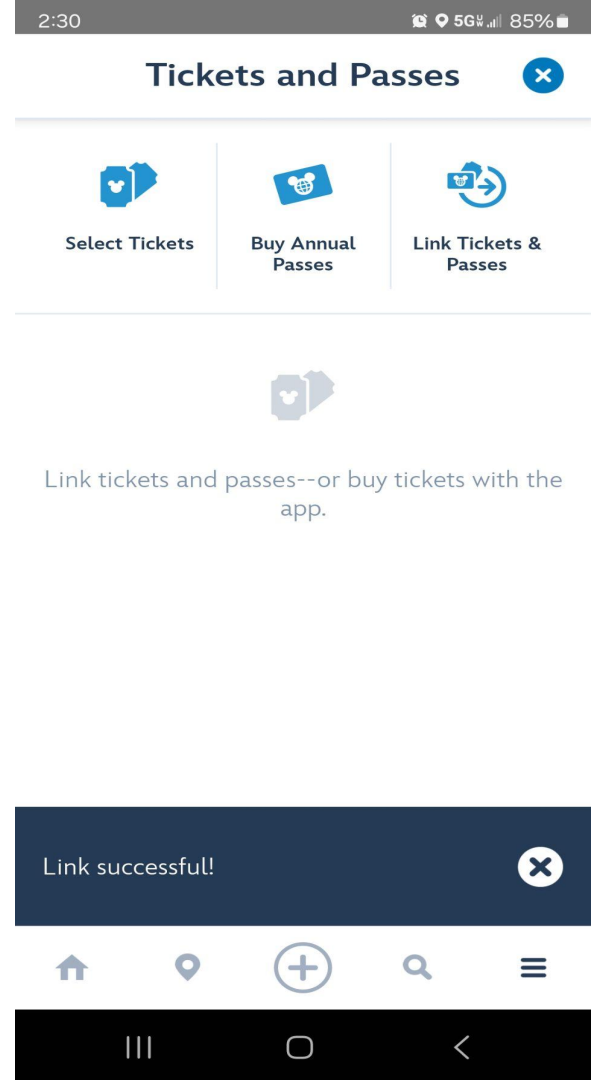 2:30 5G UW 85%
Tickets and Passes
Select Tickets
Buy Annual
Passes
Link Tickets &
Passes
Link tickets and passes--or buy tickets with the
app.
Link successful!